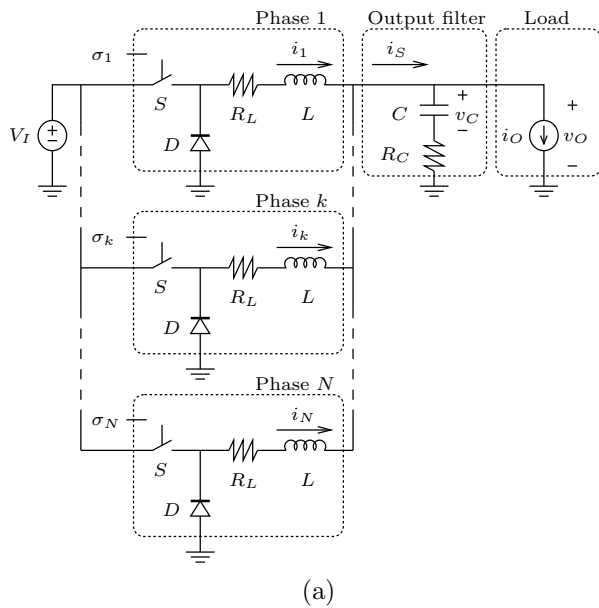 Phase 1 Output filter Load
σ1 i1 iS
S RL L C + vC − + vO −
VI + − D RC iO
Phase k
σk ik
S RL L
D
Phase N
σN iN
S RL L
D
(a)